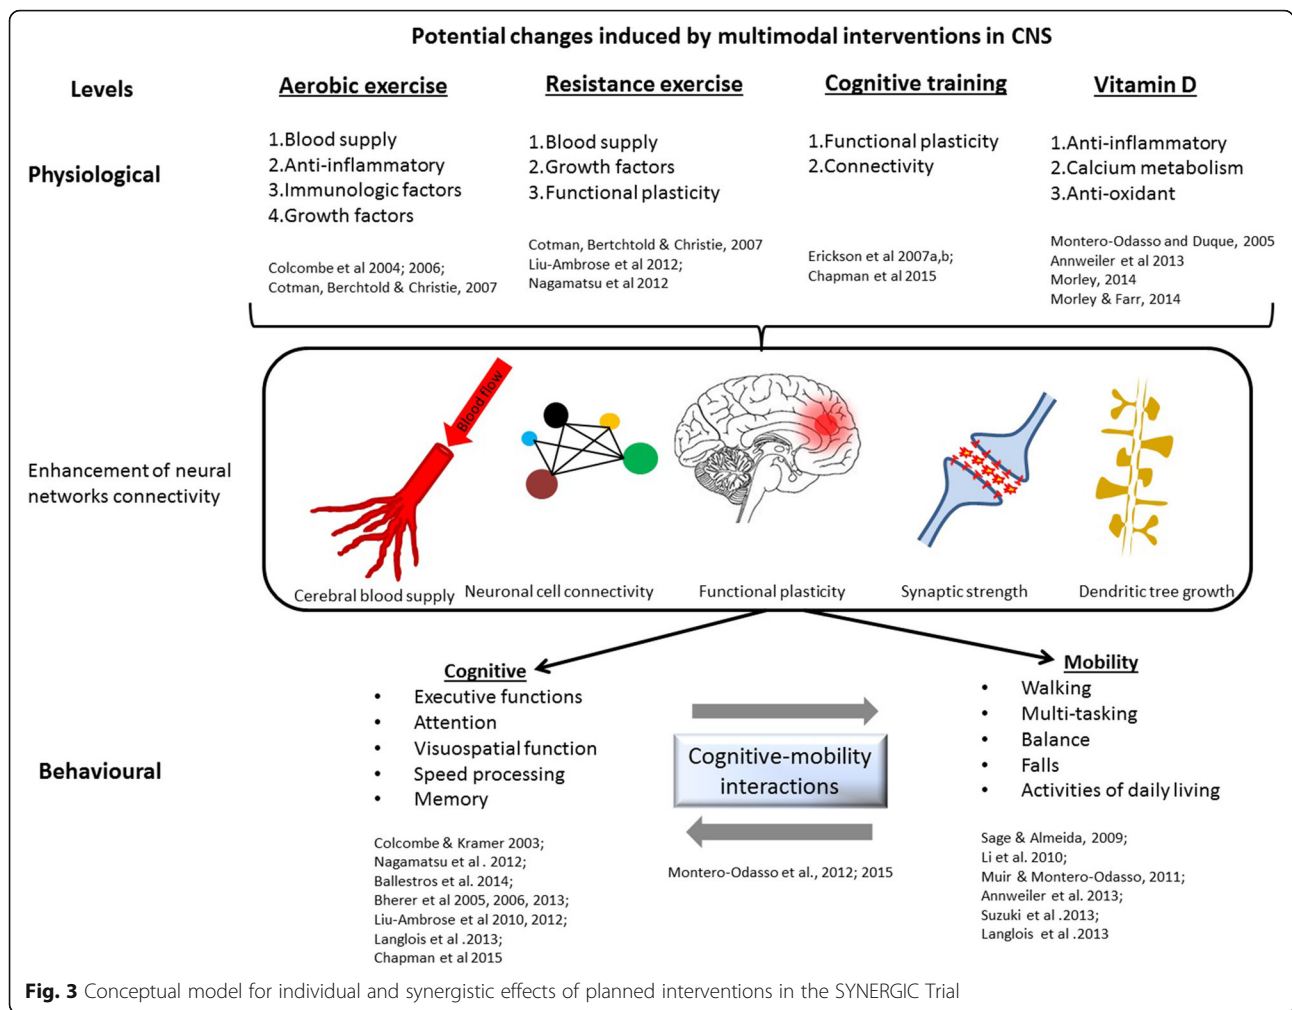 Potential changes induced by multimodal interventions in CNS
Levels
Aerobic exercise
Resistance exercise
Cognitive training
Vitamin D
Physiological
1.Blood supply
2.Anti-inflammatory
3.Immunologic factors
4.Growth factors
Colcombe et al 2004; 2006;
Cotman, Berchtold & Christie, 2007
1.Blood supply
2.Growth factors
3.Functional plasticity
Cotman, Bertchtold & Christie, 2007
Liu-Ambrose et al 2012;
Nagamatsu et al 2012
1.Functional plasticity
2.Connectivity
Erickson et al 2007a,b;
Chapman et al 2015
1.Anti-inflammatory
2.Calcium metabolism
3.Anti-oxidant
Montero-Odasso and Duque, 2005
Annweiler et al 2013
Morley, 2014
Morley & Farr, 2014
Enhancement of neural
networks connectivity
Blood flow
Cerebral blood supply
Neuronal cell connectivity
Functional plasticity
Synaptic strength
Dendritic tree growth
Behavioural
Cognitive
• Executive functions
• Attention
• Visuospatial function
• Speed processing
• Memory
Colcombe & Kramer 2003;
Nagamatsu et al . 2012;
Ballestros et al. 2014;
Bherer et al 2005, 2006, 2013;
Liu-Ambrose et al 2010, 2012;
Langlois et al .2013;
Chapman et al 2015
Cognitive-mobility
interactions
Montero-Odasso et al., 2012; 2015
Mobility
• Walking
• Multi-tasking
• Balance
• Falls
• Activities of daily living
Sage & Almeida, 2009;
Li et al. 2010;
Muir & Montero-Odasso, 2011;
Annweiler et al. 2013;
Suzuki et al .2013;
Langlois et al .2013
Fig. 3 Conceptual model for individual and synergistic effects of planned interventions in the SYNERGIC Trial